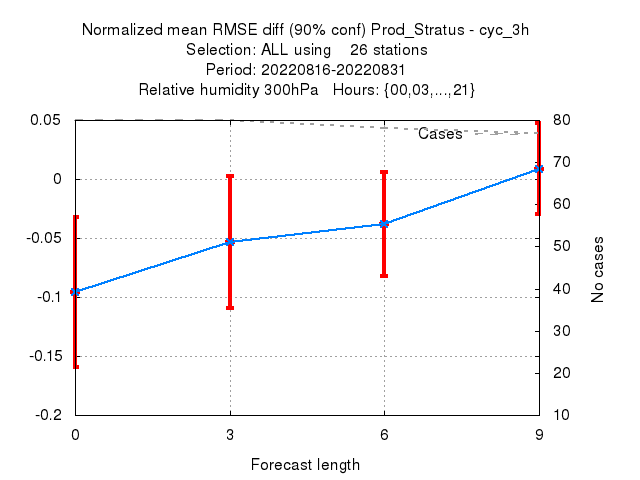 Normalized mean RMSE diff (90% conf) Prod_Stratus - cyc_3h
Selection: ALL using    26 stations
Period: 20220816-20220831
Relative humidity 300hPa   Hours: {00,03,...,21}
0.05
0
-0.05
-0.1
-0.15
-0.2
Cases
80
70
60
50
40
30
20
10
No cases
0 3 6 9
Forecast length